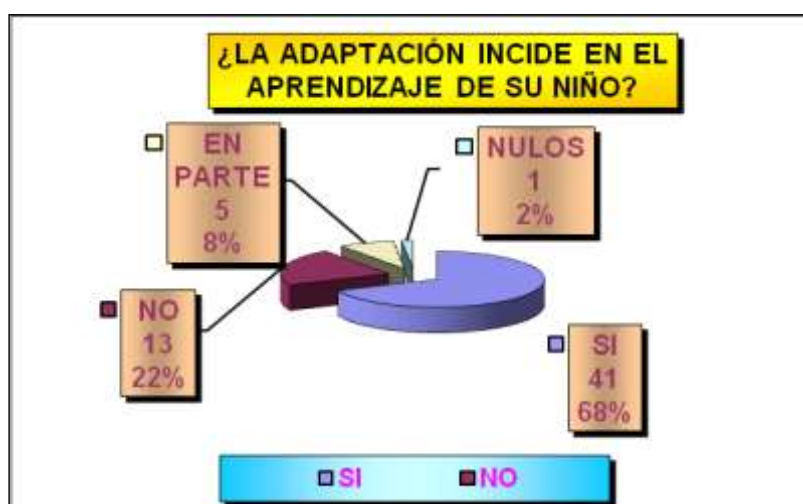 ¿LA ADAPTACIÓN INCIDE EN EL
APRENDIZAJE DE SU NIÑO?
EN
PARTE
5
8%
NULOS
1
2%
NO
13
22%
SI
41
68%
SI NO